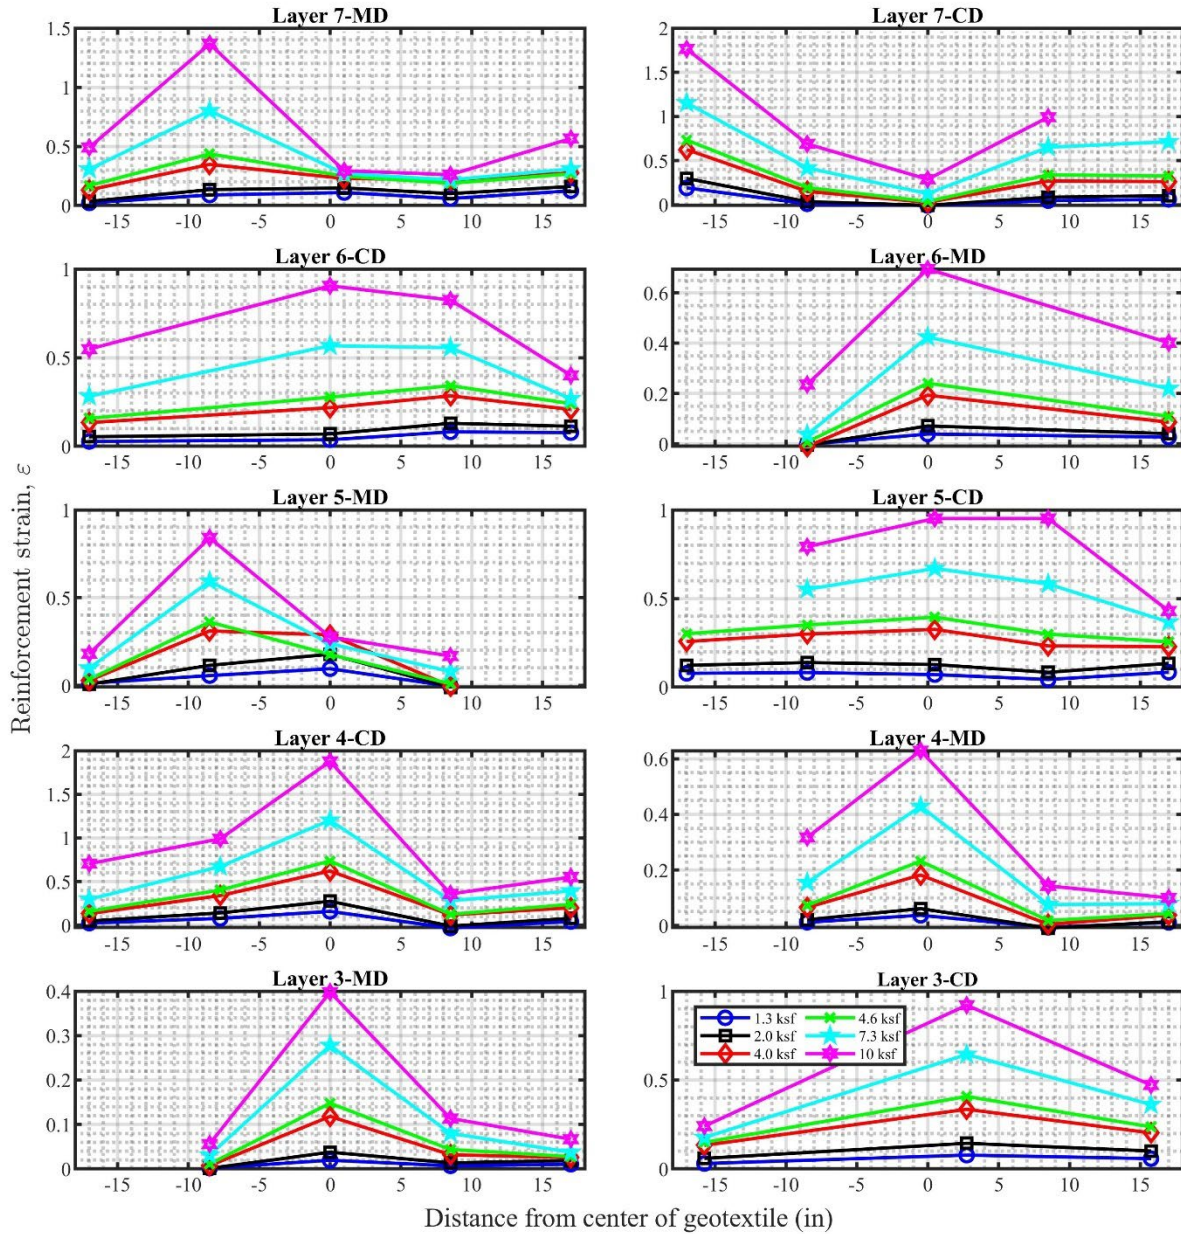 Layer 7-MD
1.5
1
0.5
0
-15 -10 -5 0 5 10 15
Layer 7-CD
2
1.5
1
0.5
0
-15 -10 -5 0 5 10 15
Layer 6-CD
1
0.5
0
-15 -10 -5 0 5 10 15
Layer 6-MD
0.6
0.4
0.2
0
-15 -10 -5 0 5 10 15
Layer 5-MD
1
0.5
0
-15 -10 -5 0 5 10 15
Layer 5-CD
1
0.5
0
-15 -10 -5 0 5 10 15
Layer 4-CD
2
1.5
1
0.5
0
-15 -10 -5 0 5 10 15
Layer 4-MD
0.6
0.4
0.2
0
-15 -10 -5 0 5 10 15
Layer 3-MD
0.4
0.3
0.2
0.1
0
-15 -10 -5 0 5 10 15
Layer 3-CD
1
0.5
0
1.3 ksf 4.6 ksf
2.0 ksf 7.3 ksf
4.0 ksf 10 ksf
-15 -10 -5 0 5 10 15
Reinforcement strain, ε
Distance from center of geotextile (in)